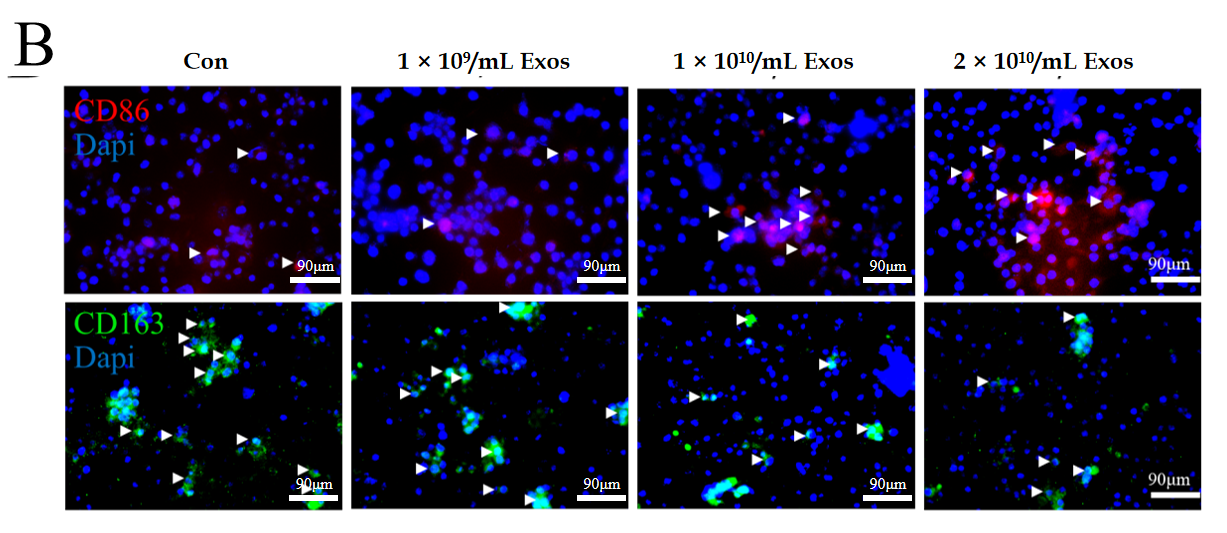 B
Con
1 × 10⁹/mL Exos
1 × 10¹⁰/mL Exos
2 × 10¹⁰/mL Exos
CD86
Dapi
90μm
90μm
90μm
90μm
CD163
Dapi
90μm
90μm
90μm
90μm